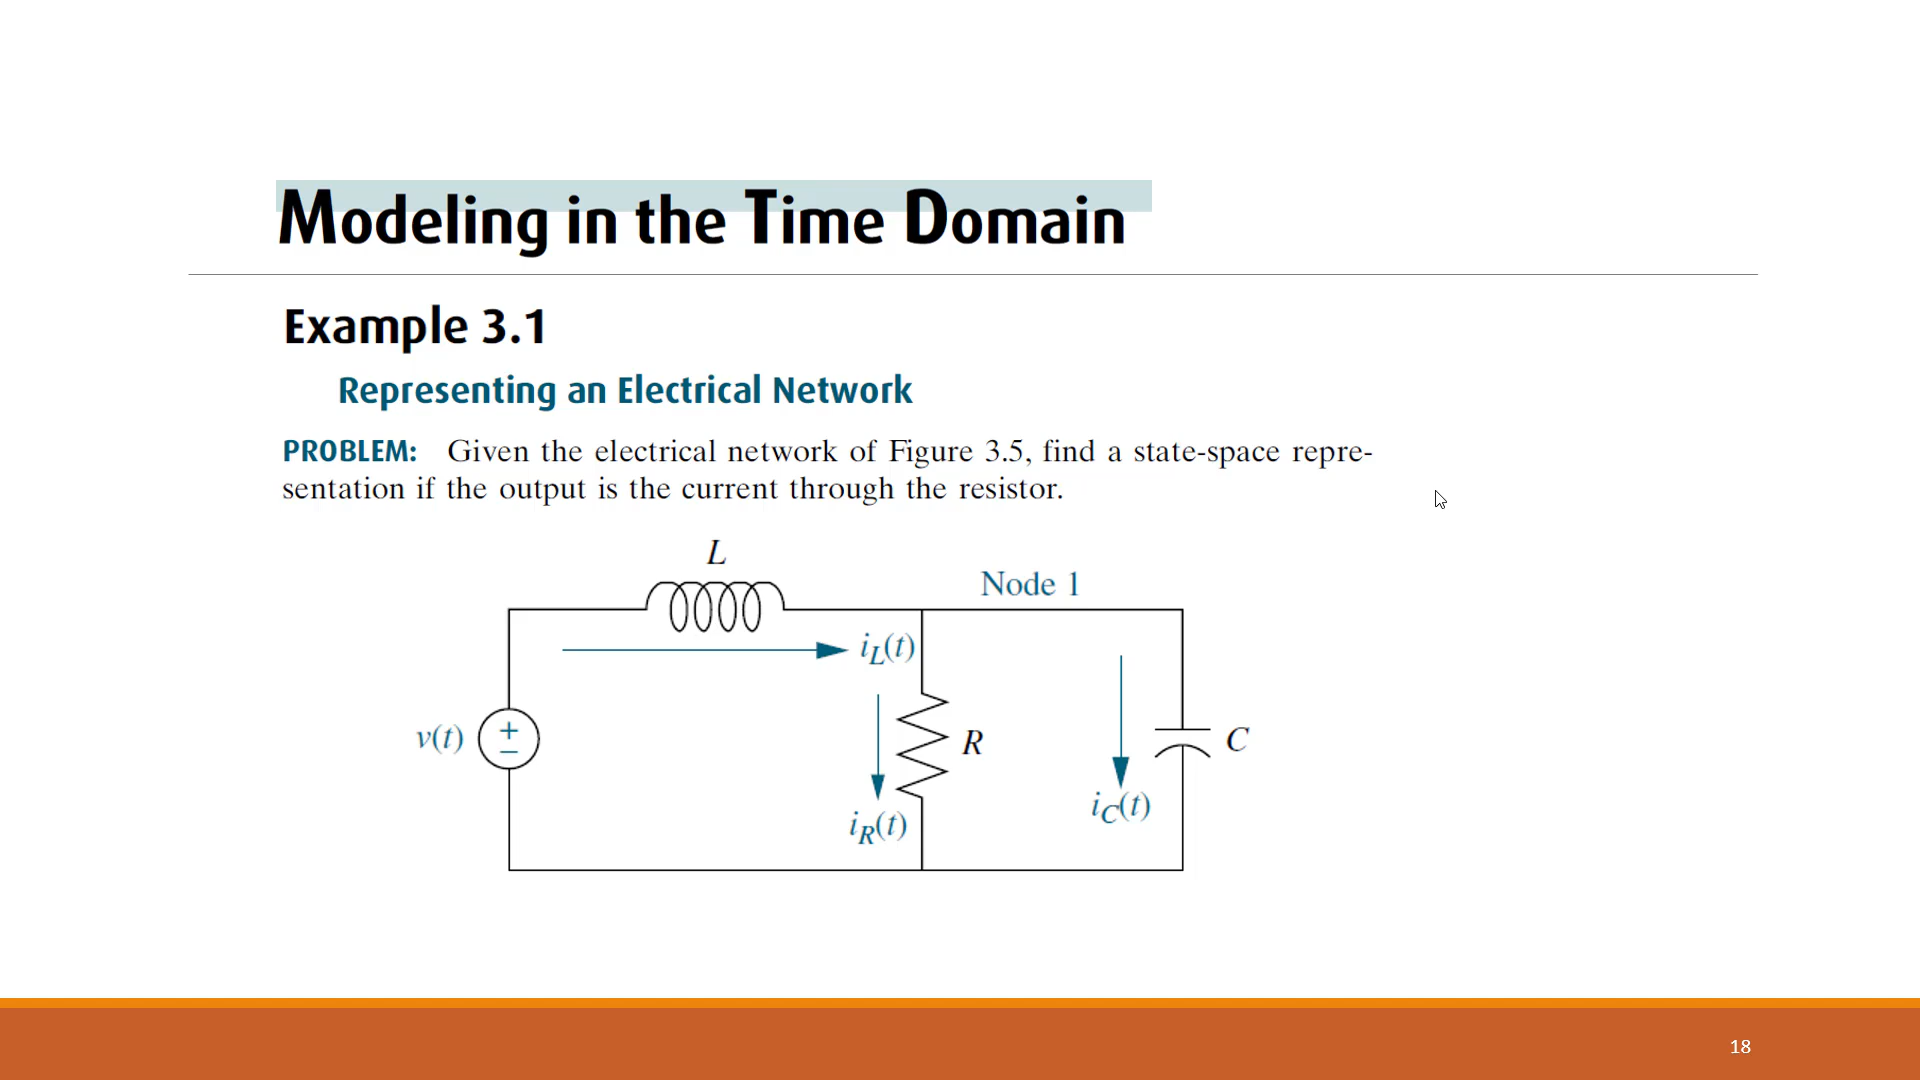 Modeling in the Time Domain
Example 3.1
Representing an Electrical Network
PROBLEM: Given the electrical network of Figure 3.5, find a state-space repre-
sentation if the output is the current through the resistor.
L
Node 1
iL(t)
v(t)
+
−
R
C
iC(t)
iR(t)
18